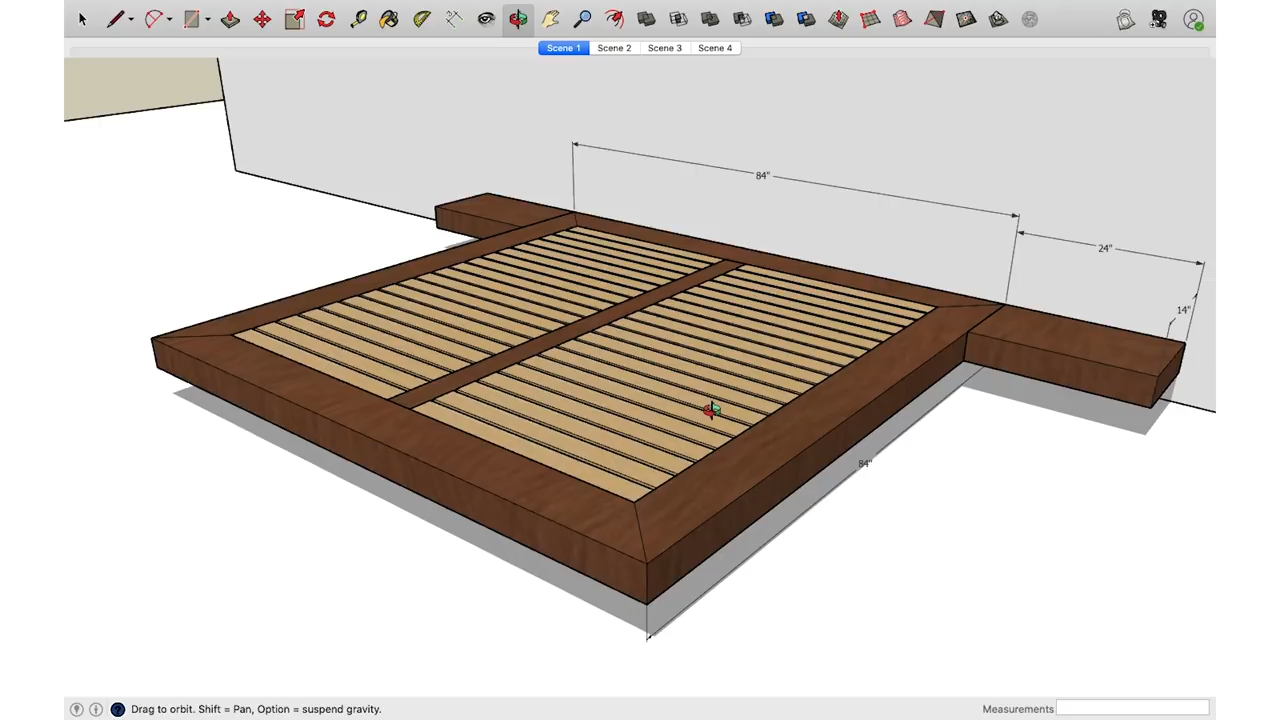 Scene 1 Scene 2 Scene 3 Scene 4
84"
24"
14"
84"
Drag to orbit. Shift = Pan, Option = suspend gravity.
Measurements